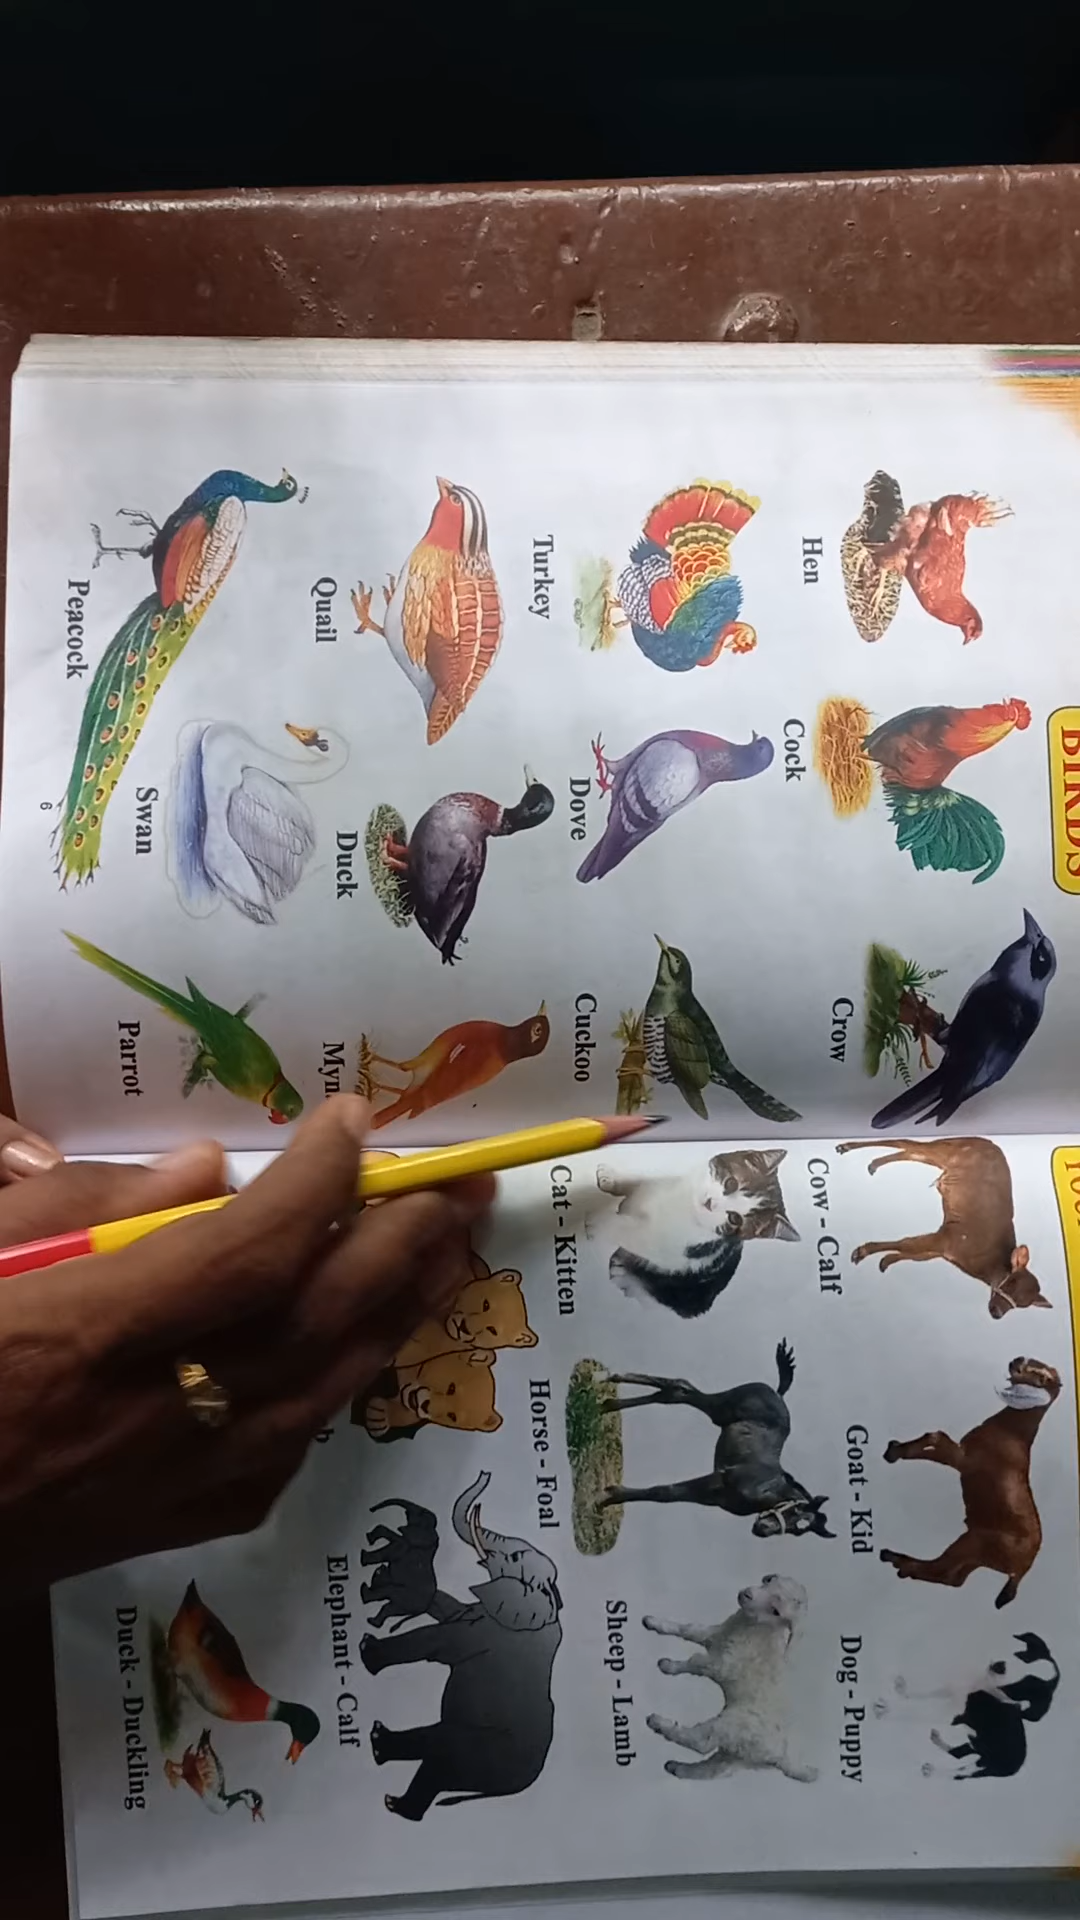 BIRDS
Hen
Cock
Crow
Turkey
Dove
Cuckoo
Quail
Duck
Peacock
Swan
Parrot
6
Cow - Calf
Goat - Kid
Dog - Puppy
Cat - Kitten
Horse - Foal
Sheep - Lamb
Elephant - Calf
Duck - Duckling